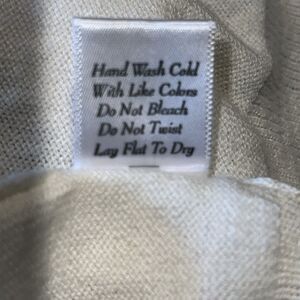 Hand Wash Cold
With Like Colors
Do Not Bleach
Do Not Twist
Lay Flat To Dry